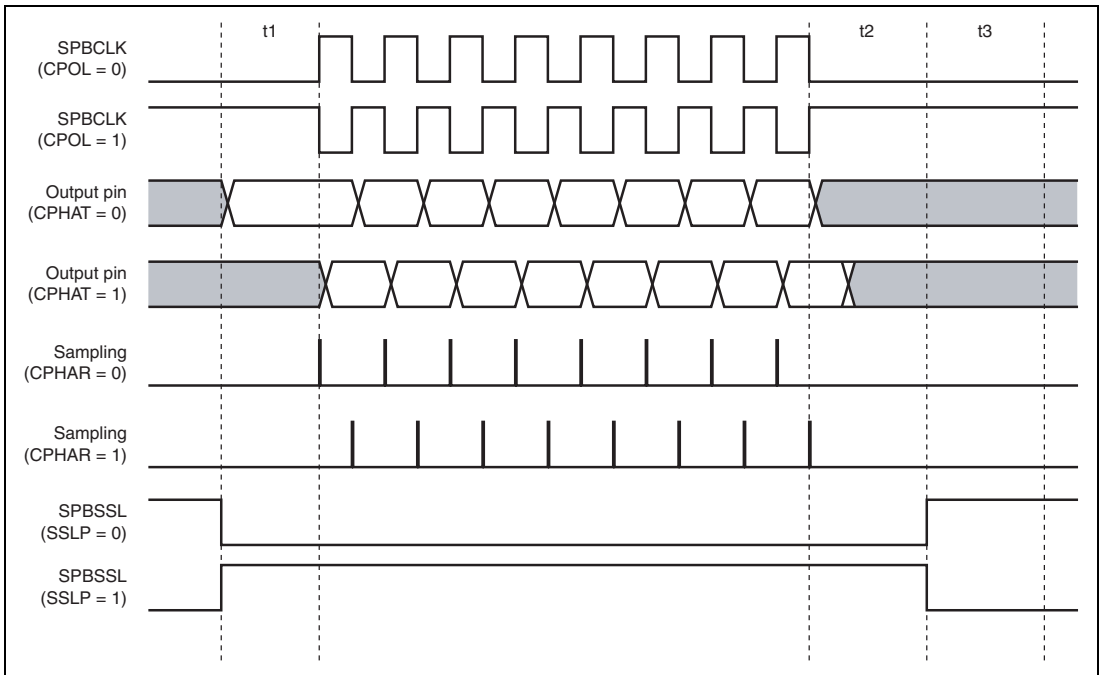 t1
t2
t3
SPBCLK
(CPOL = 0)
SPBCLK
(CPOL = 1)
Output pin
(CPHAT = 0)
Output pin
(CPHAT = 1)
Sampling
(CPHAR = 0)
Sampling
(CPHAR = 1)
SPBSSL
(SSLP = 0)
SPBSSL
(SSLP = 1)